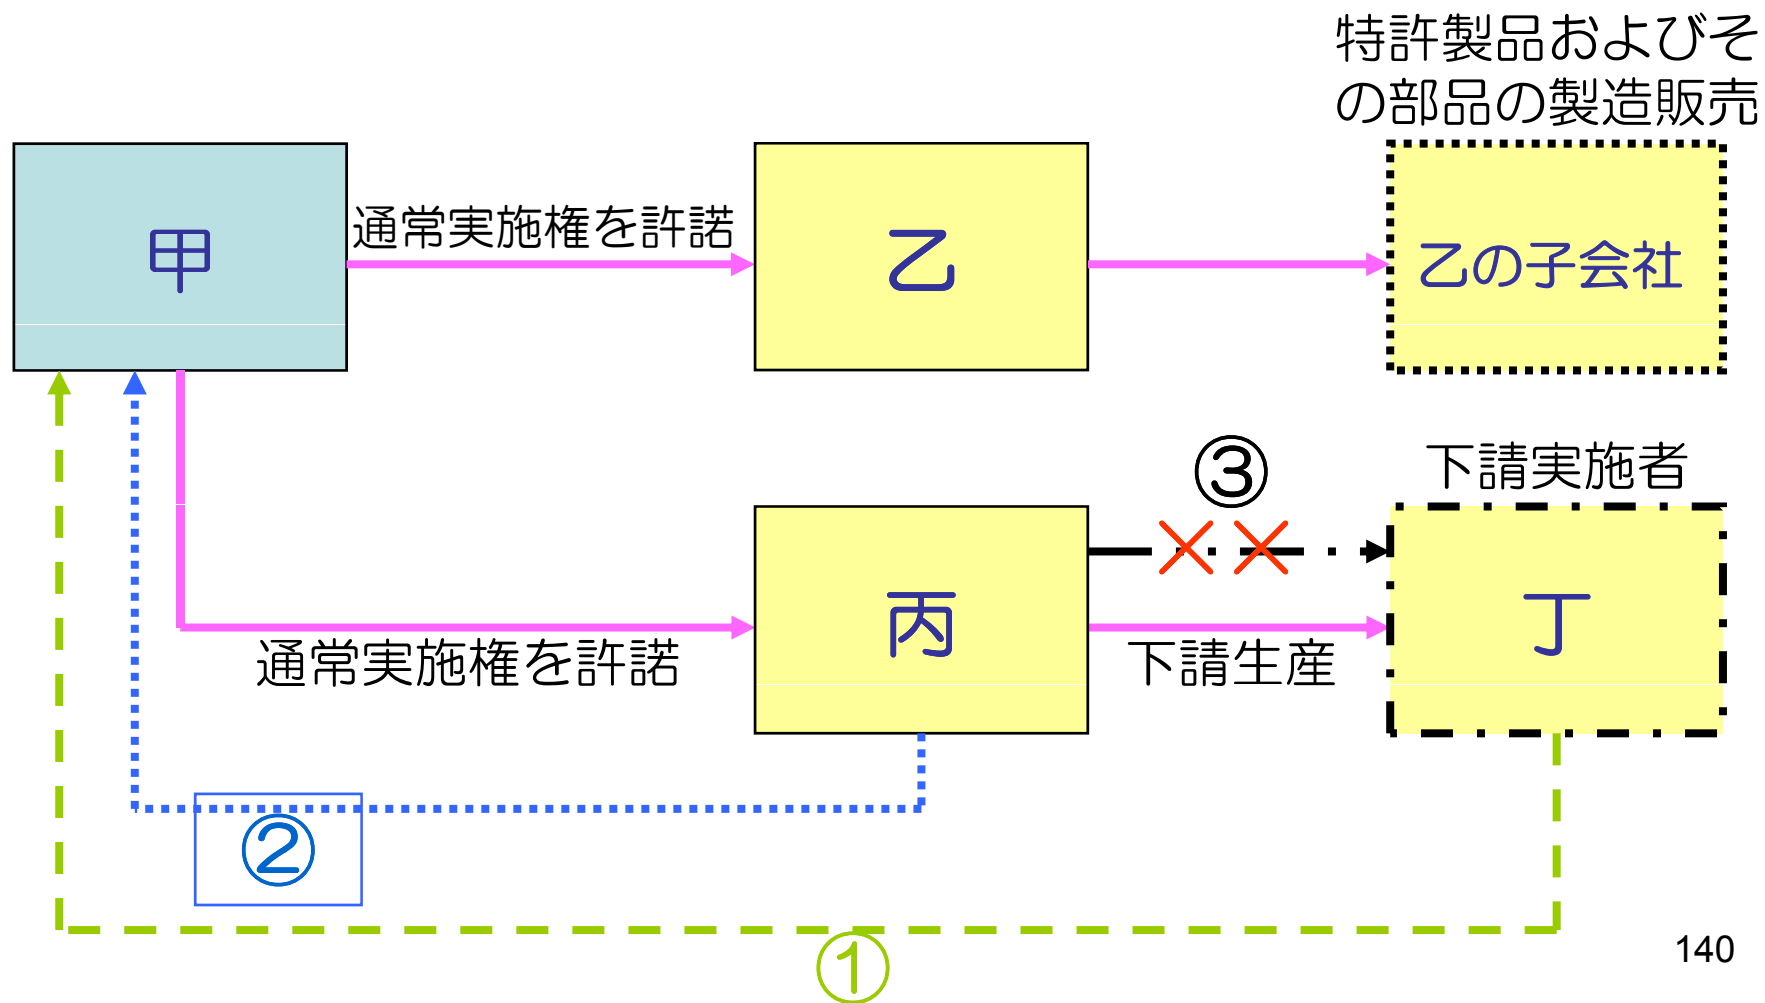 特許製品およびそ
の部品の製造販売
甲
通常実施権を許諾
乙
乙の子会社
③
下請実施者
丙
丁
通常実施権を許諾
下請生産
②
①
140